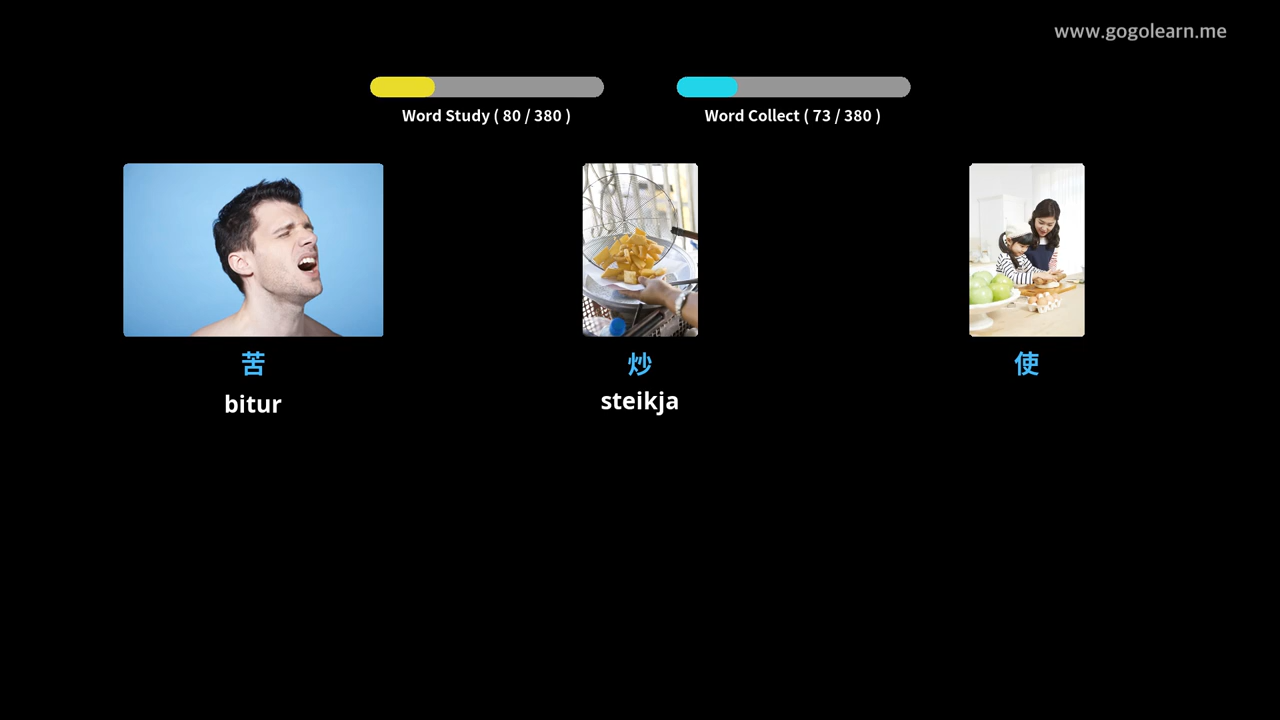 www.gogolearn.me
Word Study ( 80 / 380 )
Word Collect ( 73 / 380 )
苦
炒
使
bitur
steikja